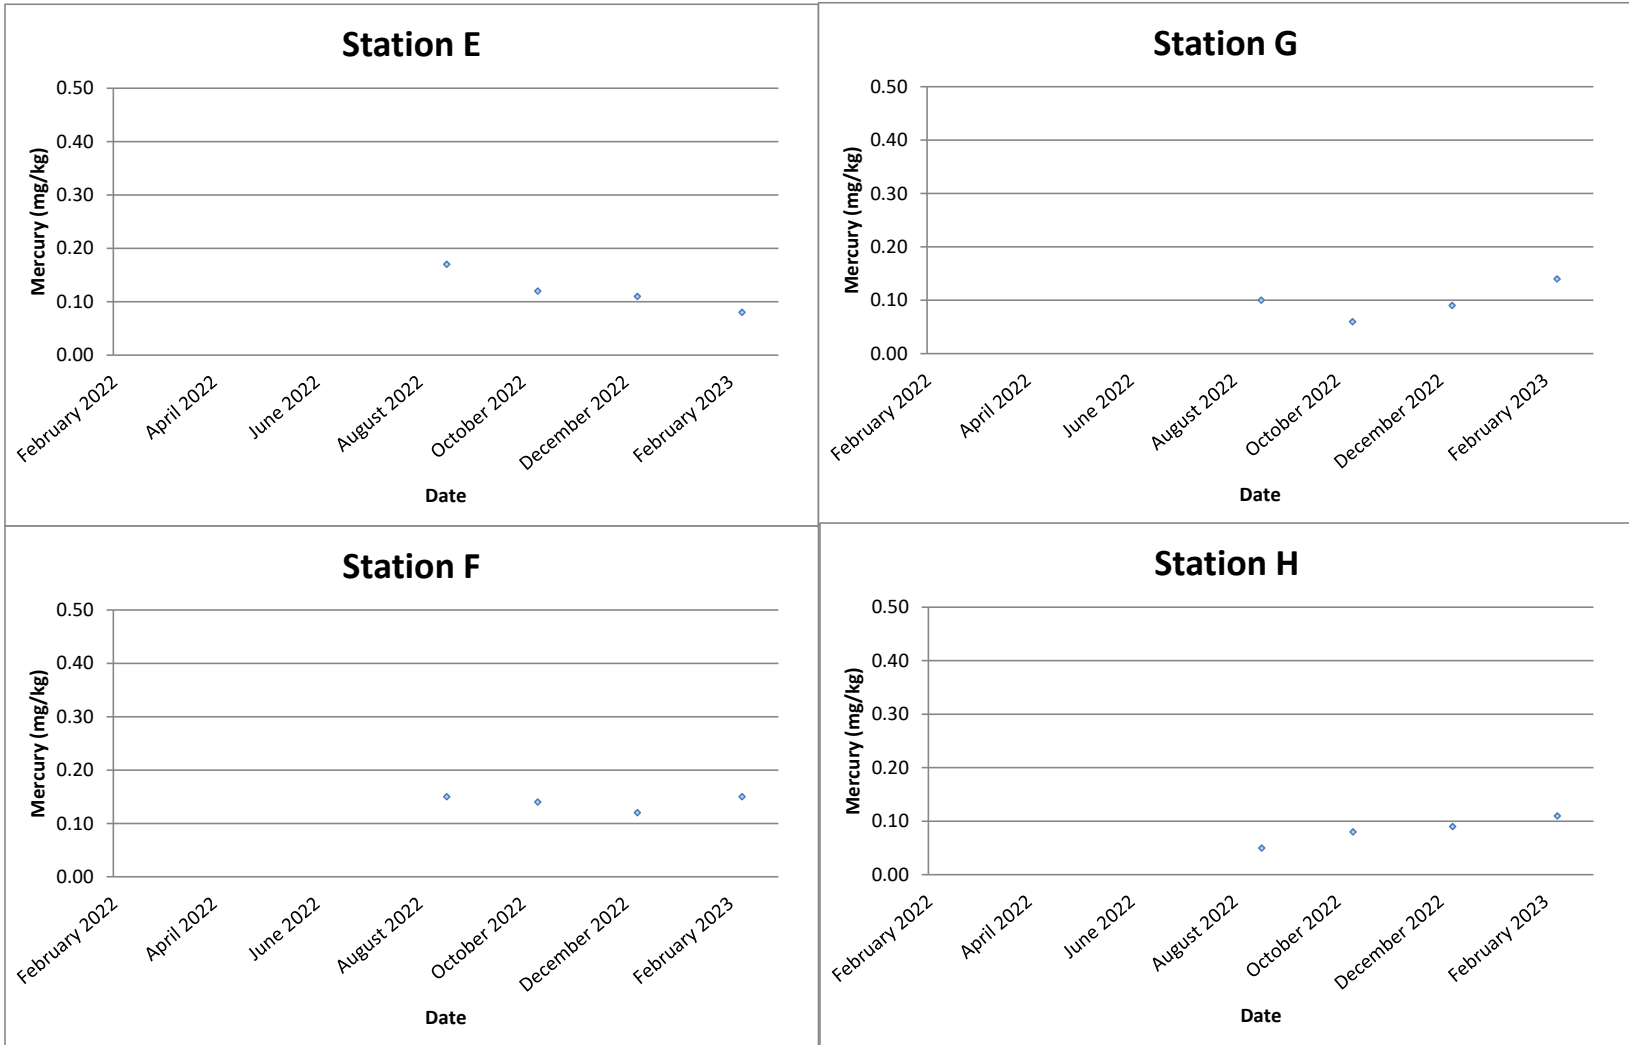 Station E
Mercury (mg/kg)
0.50
0.40
0.30
0.20
0.10
0.00
February 2022
April 2022
June 2022
August 2022
October 2022
December 2022
February 2023
Date
Station G
Mercury (mg/kg)
0.50
0.40
0.30
0.20
0.10
0.00
February 2022
April 2022
June 2022
August 2022
October 2022
December 2022
February 2023
Date
Station F
Mercury (mg/kg)
0.50
0.40
0.30
0.20
0.10
0.00
February 2022
April 2022
June 2022
August 2022
October 2022
December 2022
February 2023
Date
Station H
Mercury (mg/kg)
0.50
0.40
0.30
0.20
0.10
0.00
February 2022
April 2022
June 2022
August 2022
October 2022
December 2022
February 2023
Date